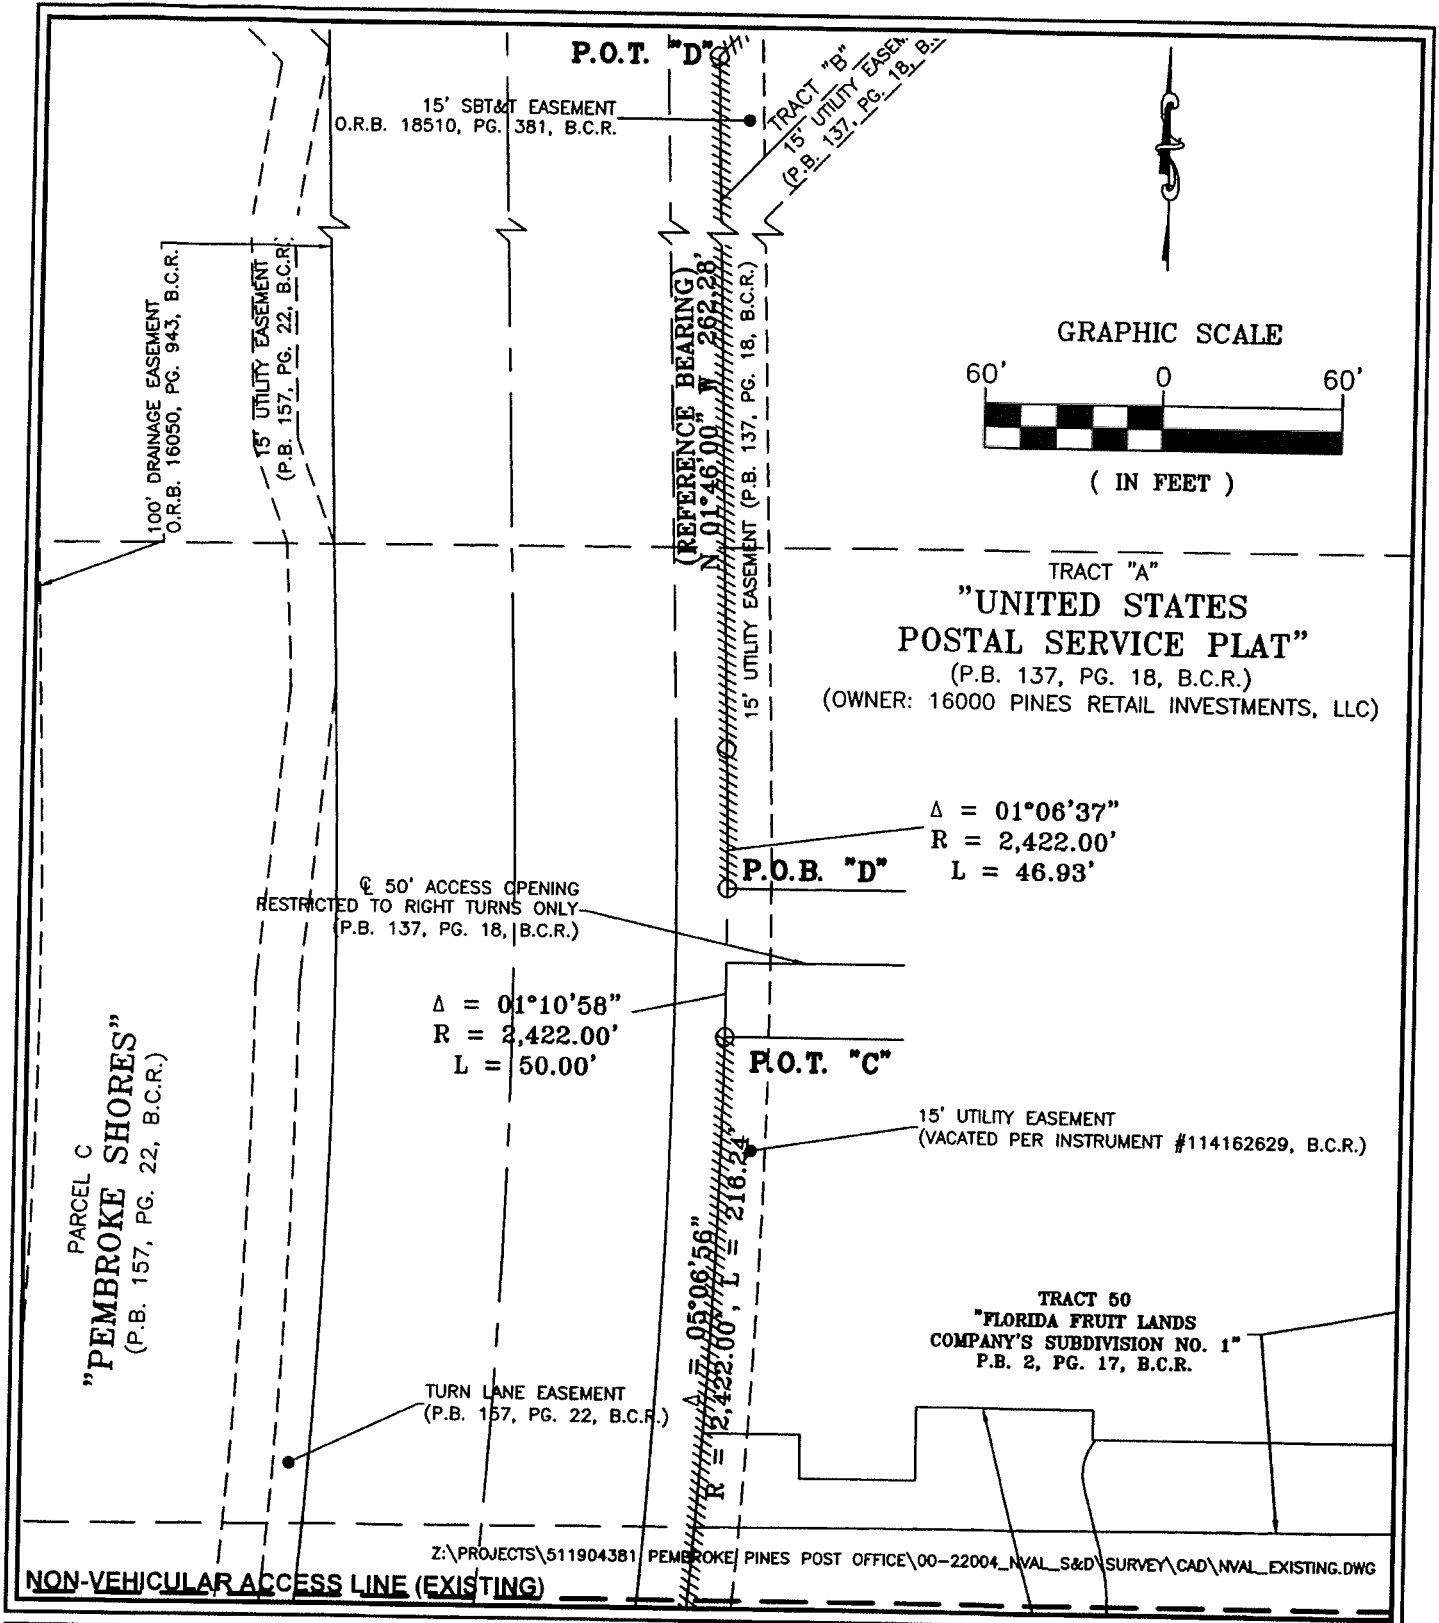 P.O.T. "D"
15' SBT&T EASEMENT
O.R.B. 18510, PG. 381, B.C.R.
TRACT "B"
15' UTILITY EASEM
(P.B. 137, PG. 18, B.
100' DRAINAGE EASEMENT
O.R.B. 16050, PG. 943, B.C.R.
15' UTILITY EASEMENT
(P.B. 157, PG. 22, B.C.R.)
(REFERENCE BEARING)
N 01°46'00" W 262.28'
15' UTILITY EASEMENT (P.B. 137, PG. 18, B.C.R.)
GRAPHIC SCALE
60' 0 60'
( IN FEET )
TRACT "A"
"UNITED STATES
POSTAL SERVICE PLAT"
(P.B. 137, PG. 18, B.C.R.)
(OWNER: 16000 PINES RETAIL INVESTMENTS, LLC)
Δ = 01°06'37"
R = 2,422.00'
L = 46.93'
P.O.B. "D"
℄ 50' ACCESS OPENING
RESTRICTED TO RIGHT TURNS ONLY
(P.B. 137, PG. 18, B.C.R.)
Δ = 01°10'58"
R = 2,422.00'
L = 50.00'
P.O.T. "C"
15' UTILITY EASEMENT
(VACATED PER INSTRUMENT #114162629, B.C.R.)
PARCEL C
"PEMBROKE SHORES"
(P.B. 157, PG. 22, B.C.R.)
Δ = 05°06'56"
R = 2,422.00', L = 216.24'
TRACT 50
"FLORIDA FRUIT LANDS
COMPANY'S SUBDIVISION NO. 1"
P.B. 2, PG. 17, B.C.R.
TURN LANE EASEMENT
(P.B. 157, PG. 22, B.C.R.)
Z:\PROJECTS\511904381 PEMBROKE PINES POST OFFICE\00-22004_NVAL_S&D\SURVEY\CAD\NVAL_EXISTING.DWG
NON-VEHICULAR ACCESS LINE (EXISTING)